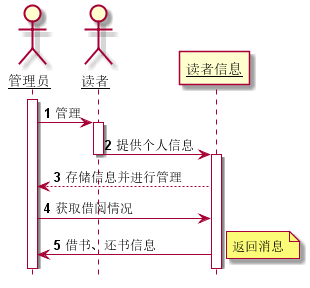 管理员
读者
读者信息
1 管理
2 提供个人信息
3 存储信息并进行管理
4 获取借阅情况
5 借书、还书信息
返回消息